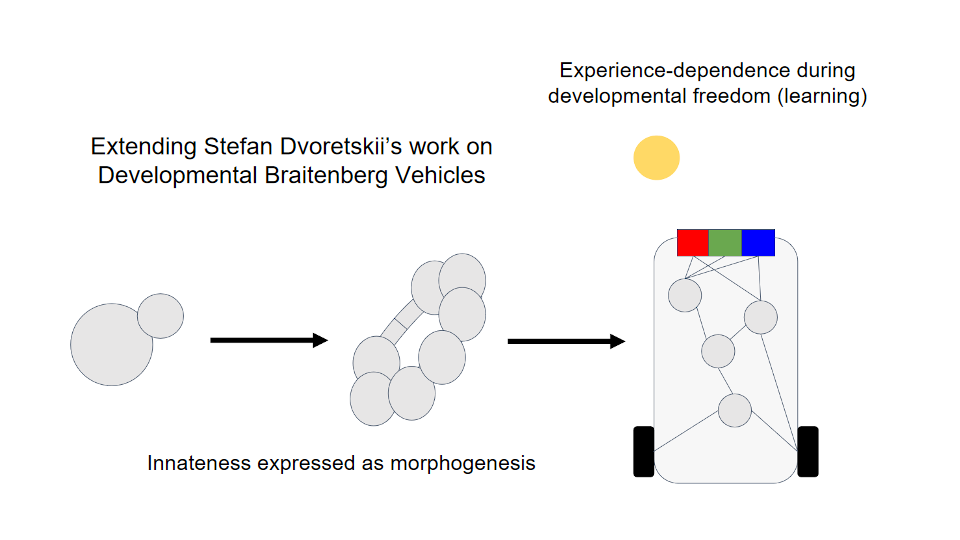 Experience-dependence during
developmental freedom (learning)
Extending Stefan Dvoretskii’s work on
Developmental Braitenberg Vehicles
Innateness expressed as morphogenesis